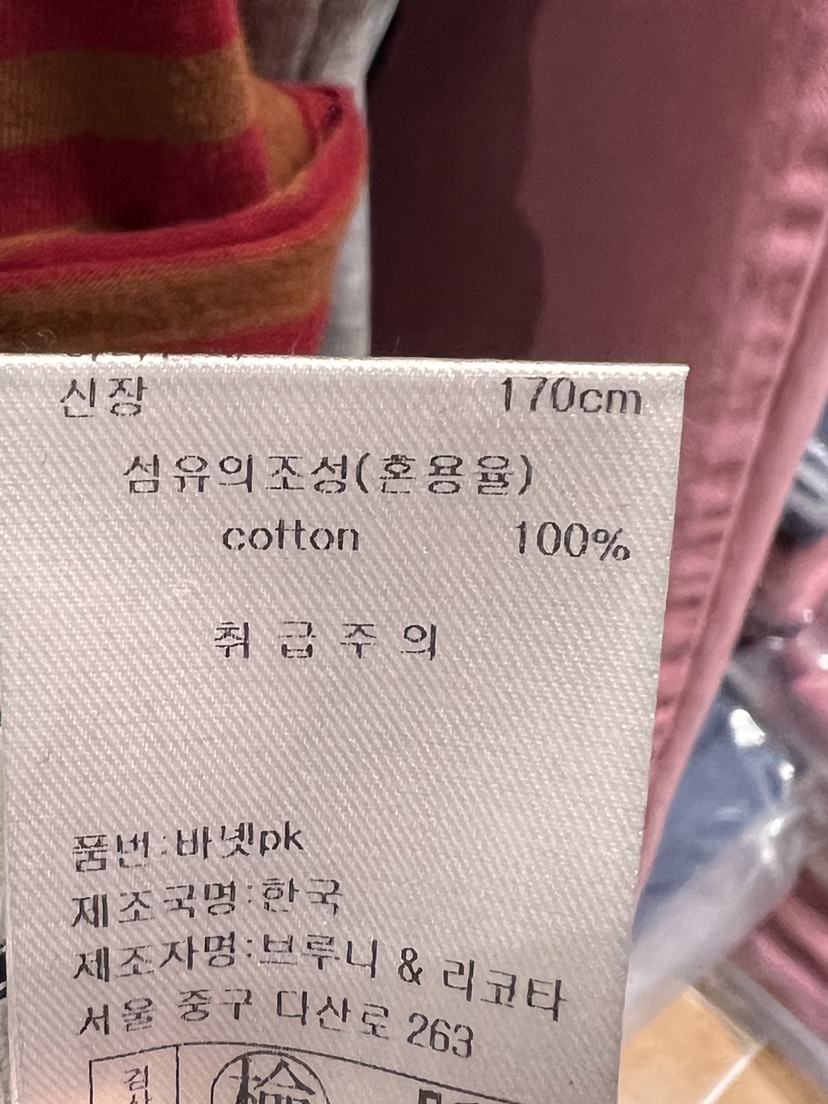 신장 170cm
섬유의조성(혼용율)
cotton 100%
취급주의
품번:바넷pk
제조국명:한국
제조자명:브루니 & 리코타
서울 중구 다산로 263
檢